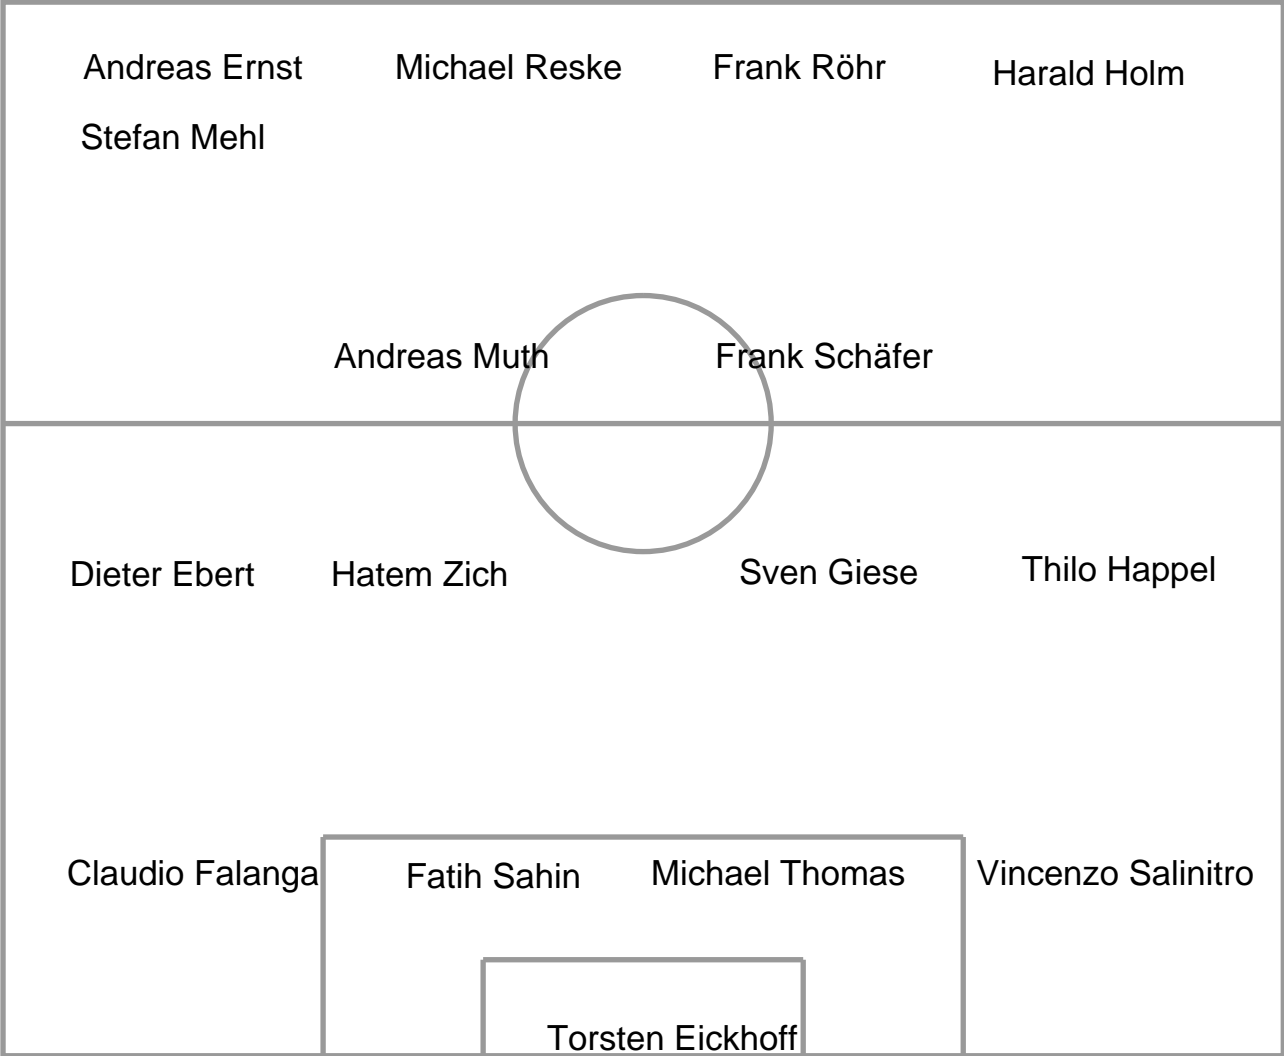 Andreas Ernst
Michael Reske
Frank Röhr
Harald Holm
Stefan Mehl
Andreas Muth
Frank Schäfer
Dieter Ebert
Hatem Zich
Sven Giese
Thilo Happel
Claudio Falanga
Fatih Sahin
Michael Thomas
Vincenzo Salinitro
Torsten Eickhoff